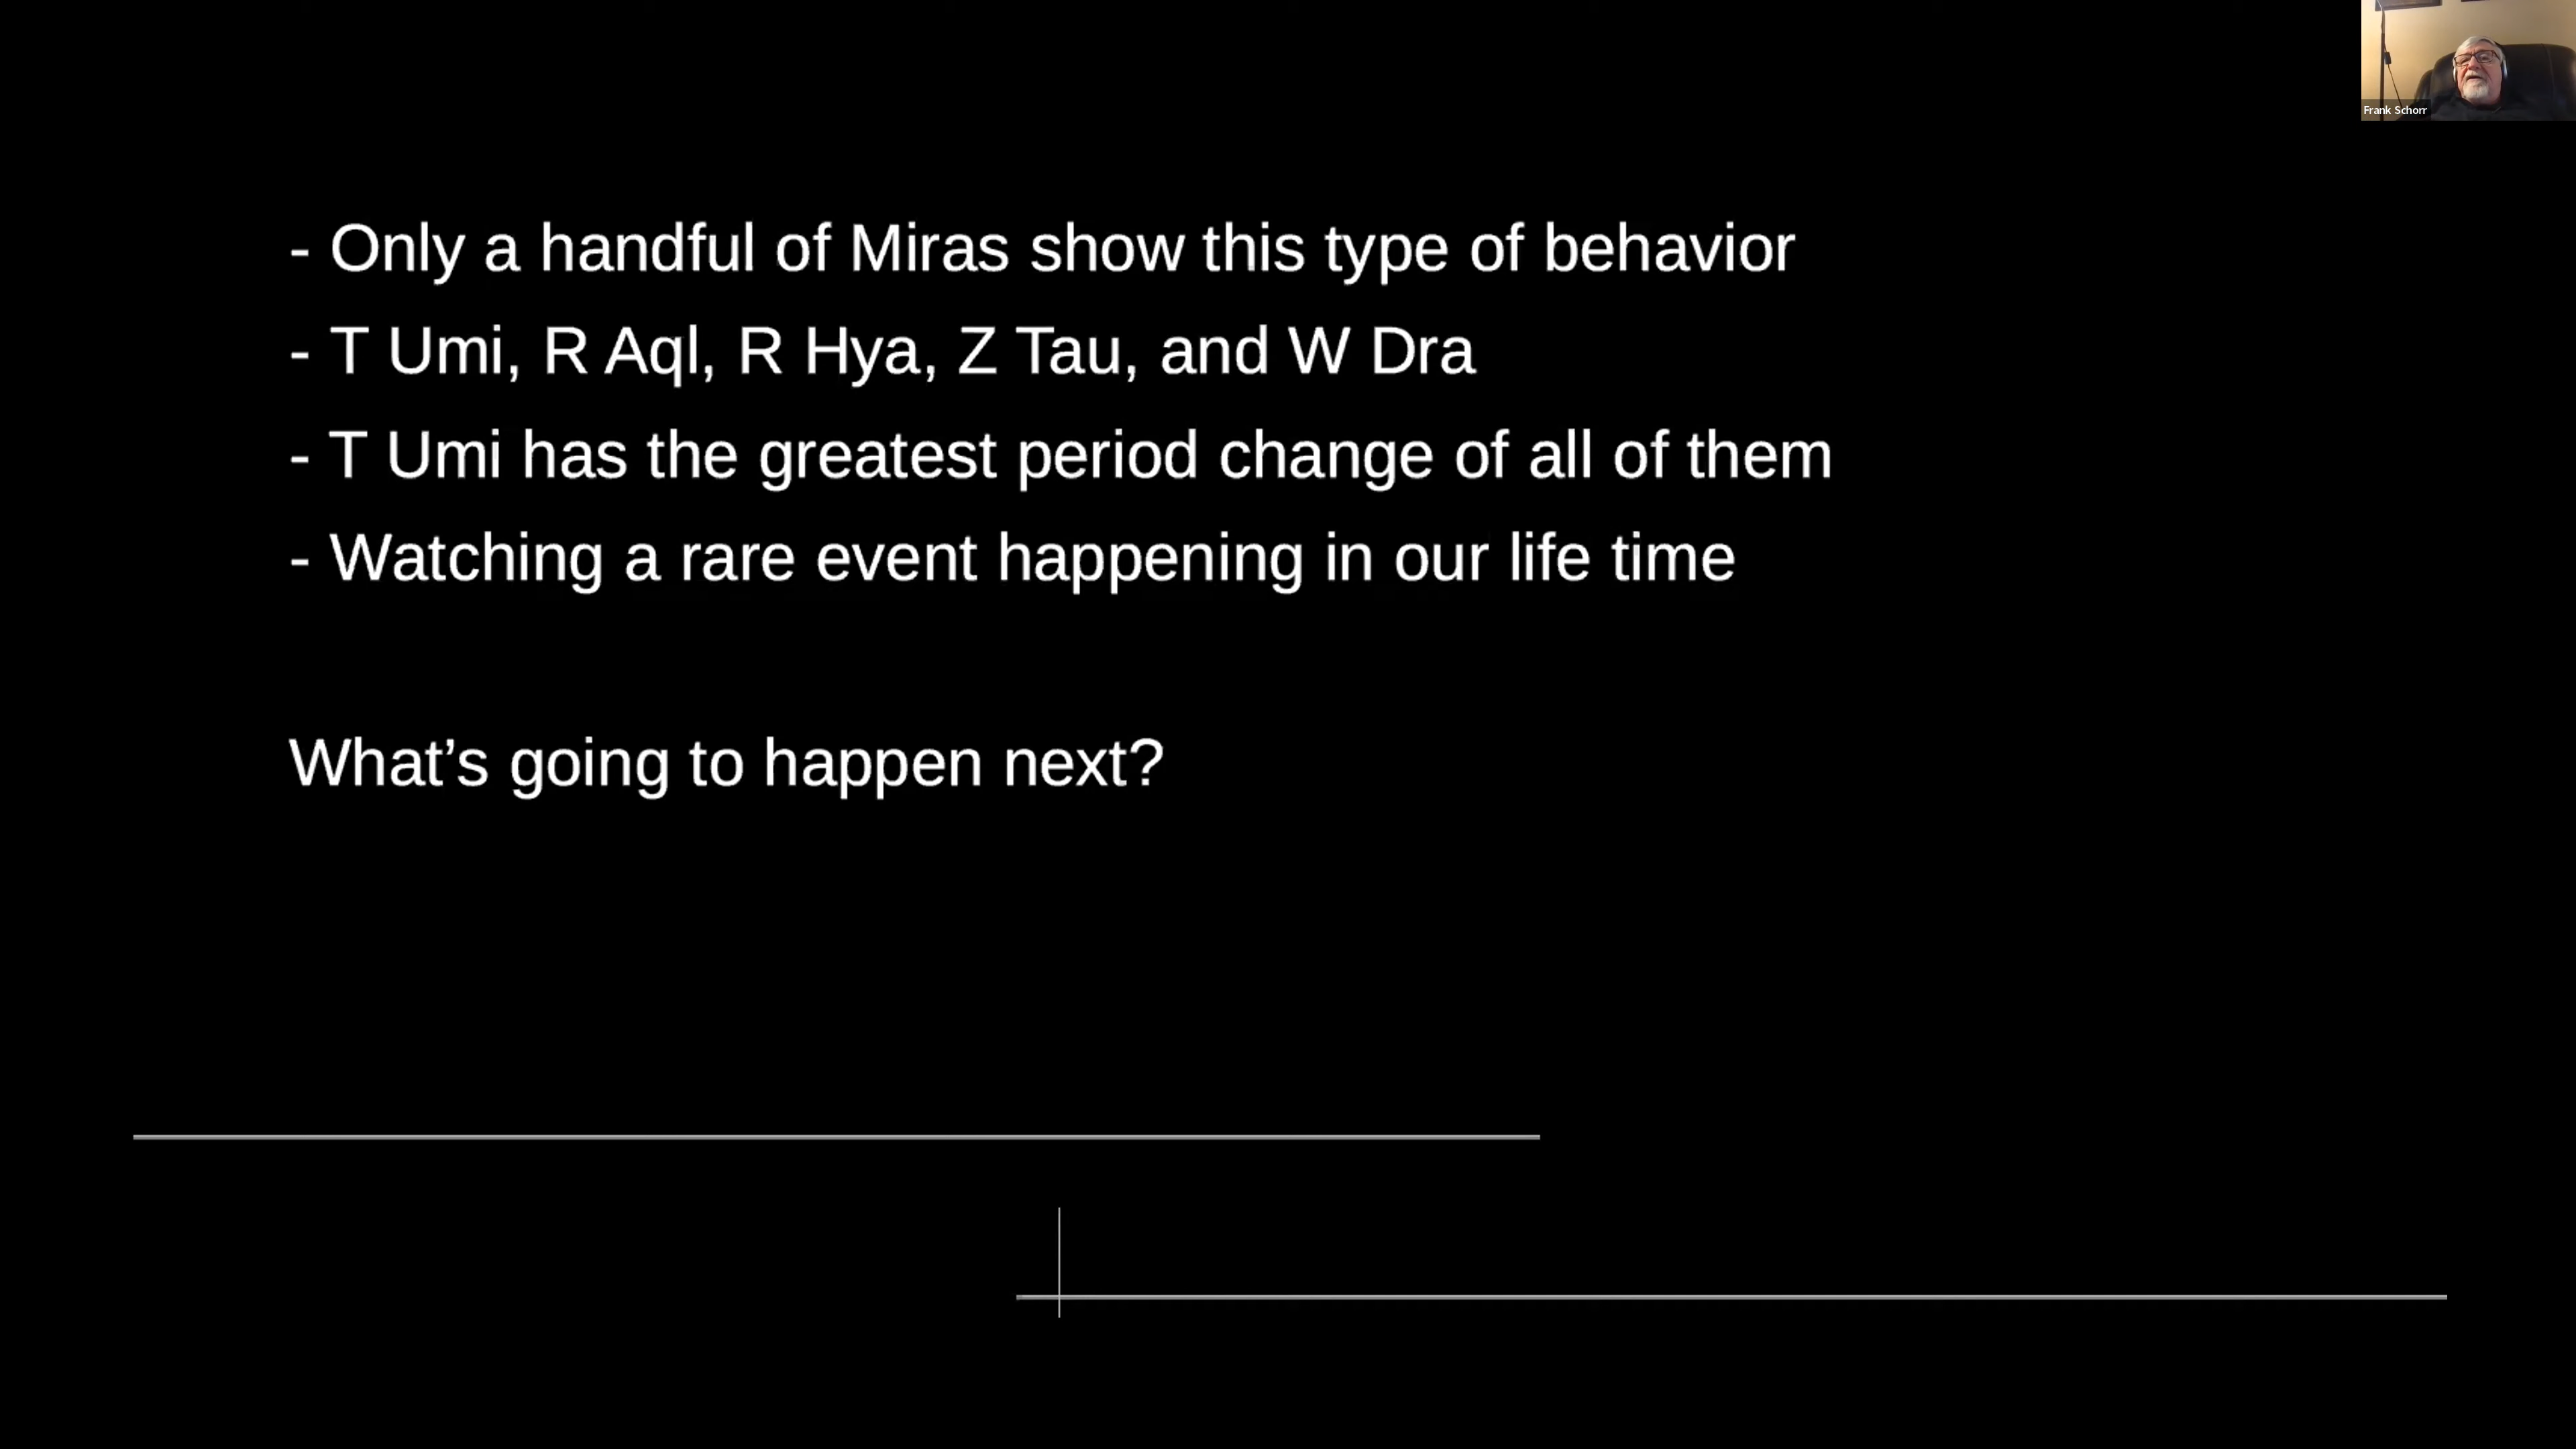 Frank Schorr
- Only a handful of Miras show this type of behavior
- T Umi, R Aql, R Hya, Z Tau, and W Dra
- T Umi has the greatest period change of all of them
- Watching a rare event happening in our life time
What’s going to happen next?